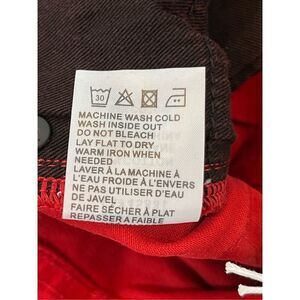 30
MACHINE WASH COLD
WASH INSIDE OUT
DO NOT BLEACH
LAY FLAT TO DRY
WARM IRON WHEN
NEEDED
LAVER À LA MACHINE À
L'EAU FROIDE À L'ENVERS
NE PAS UTILISER D'EAU
DE JAVEL
FAIRE SÉCHER À PLAT
REPASSER A FAIBLE